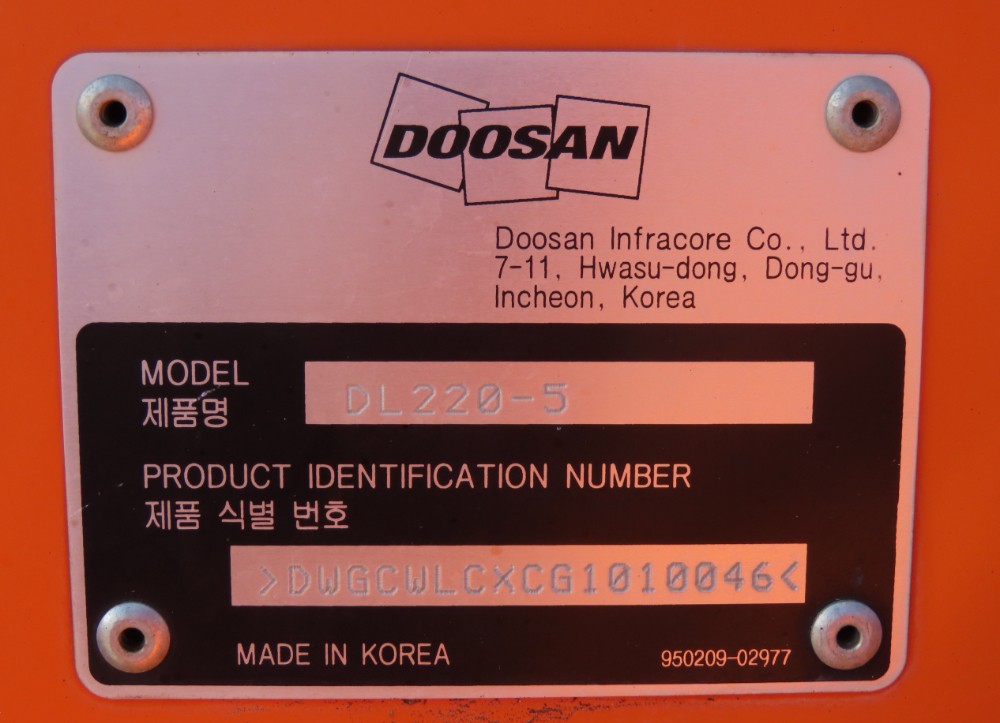 DOOSAN
Doosan Infracore Co., Ltd.
7-11, Hwasu-dong, Dong-gu,
Incheon, Korea
MODEL
제품명
DL220-5
PRODUCT IDENTIFICATION NUMBER
제품 식별 번호
>DWGCWLCXCG1010046<
MADE IN KOREA
950209-02977